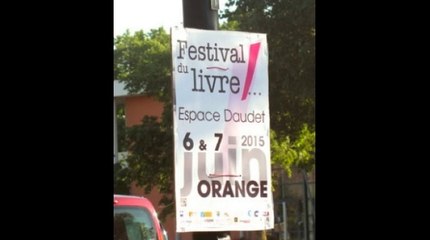 Festival
du
livre !...
Espace Daudet
6 & 7 2015
juin
ORANGE